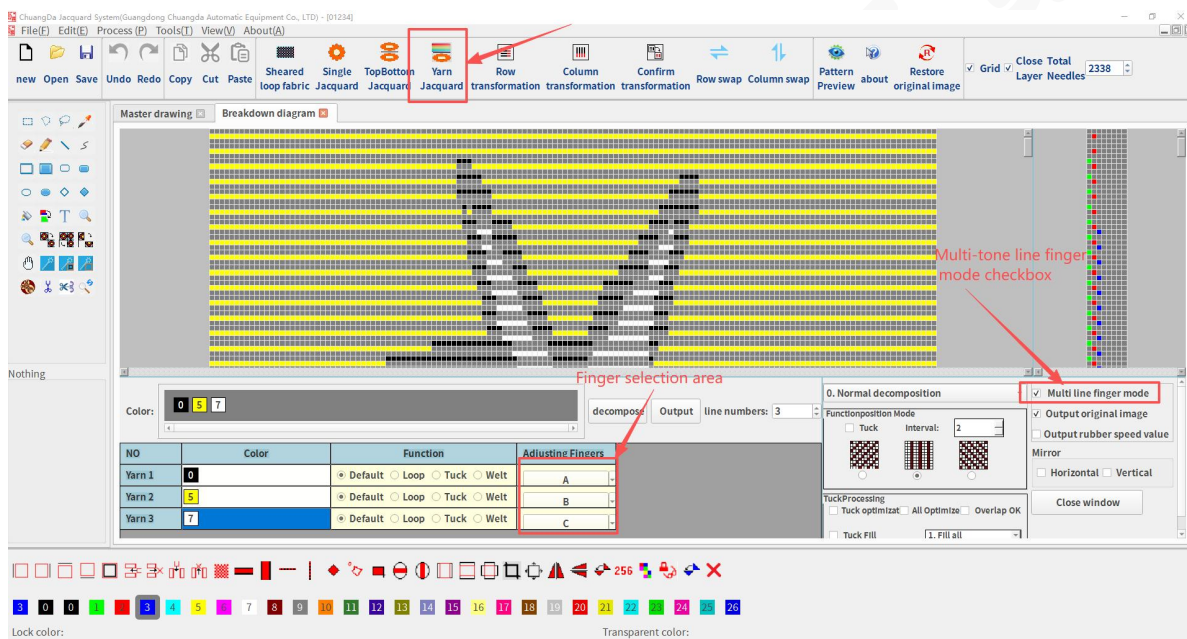 ChuangDa Jacquard System(Guangdong Chuangda Automatic Equipment Co., LTD) - [01234]
File(F) Edit(E) Process (P) Tools(T) View(V) About(A)
new Open Save Undo Redo Copy Cut Paste
Sheared loop fabric
Single Jacquard
TopBottom Jacquard
Yarn Jacquard
Row transformation
Column transformation
Confirm transformation
Row swap Column swap
Pattern Preview
about
Restore original image
Grid
Close Total Layer Needles
2338
Master drawing Breakdown diagram
Multi-tone line finger
mode checkbox
Nothing
Finger selection area
Color: 0 5 7 decompose Output line numbers: 3
NO Color Function Adjusting Fingers
Yarn 1 0 Default Loop Tuck Welt A
Yarn 2 5 Default Loop Tuck Welt B
Yarn 3 7 Default Loop Tuck Welt C
0. Normal decomposition
Functionposition Mode
Tuck Interval: 2
TuckProcessing
Tuck optimizat All Optimize Overlap OK
Tuck Fill 1. Fill all
Multi line finger mode
Output original image
Output rubber speed value
Mirror
Horizontal Vertical
Close window
256
3 0 0 1 2 3 4 5 6 7 8 9 10 11 12 13 14 15 16 17 18 19 20 21 22 23 24 25 26
Lock color: Transparent color: